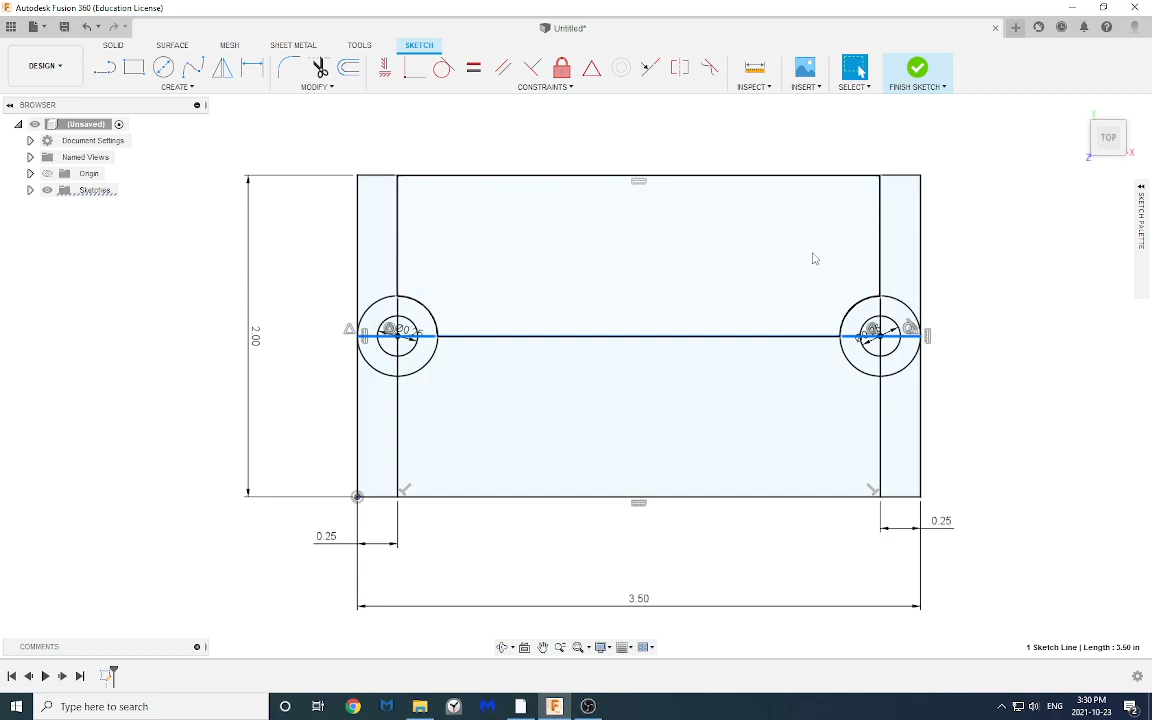 Autodesk Fusion 360 (Education License)
Untitled*
SOLID SURFACE MESH SHEET METAL TOOLS SKETCH
DESIGN
CREATE MODIFY CONSTRAINTS INSPECT INSERT SELECT FINISH SKETCH
BROWSER
(Unsaved)
Document Settings
Named Views
Origin
Sketches
Y
TOP
X
Z
SKETCH PALETTE
2.00
0.25
0.25
3.50
COMMENTS
1 Sketch Line | Length : 3.50 in
Type here to search
ENG
3:30 PM
2021-10-23
2